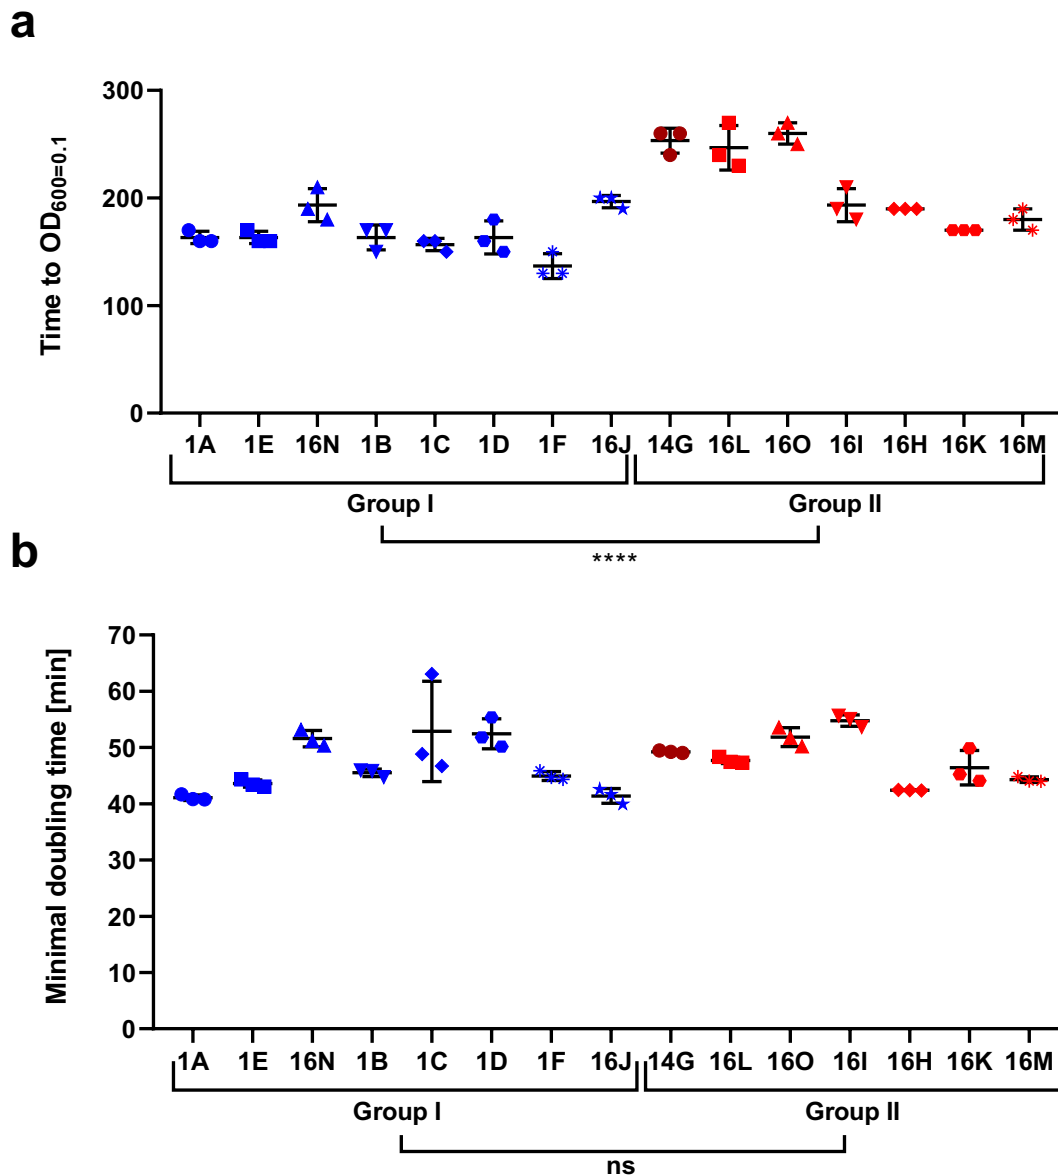 a
300
200
100
0
Time to OD600=0.1
1A 1E 16N 1B 1C 1D 1F 16J 14G 16L 16O 16I 16H 16K 16M
Group I Group II
****
b
70
60
50
40
30
20
10
0
Minimal doubling time [min]
1A 1E 16N 1B 1C 1D 1F 16J 14G 16L 16O 16I 16H 16K 16M
Group I Group II
ns